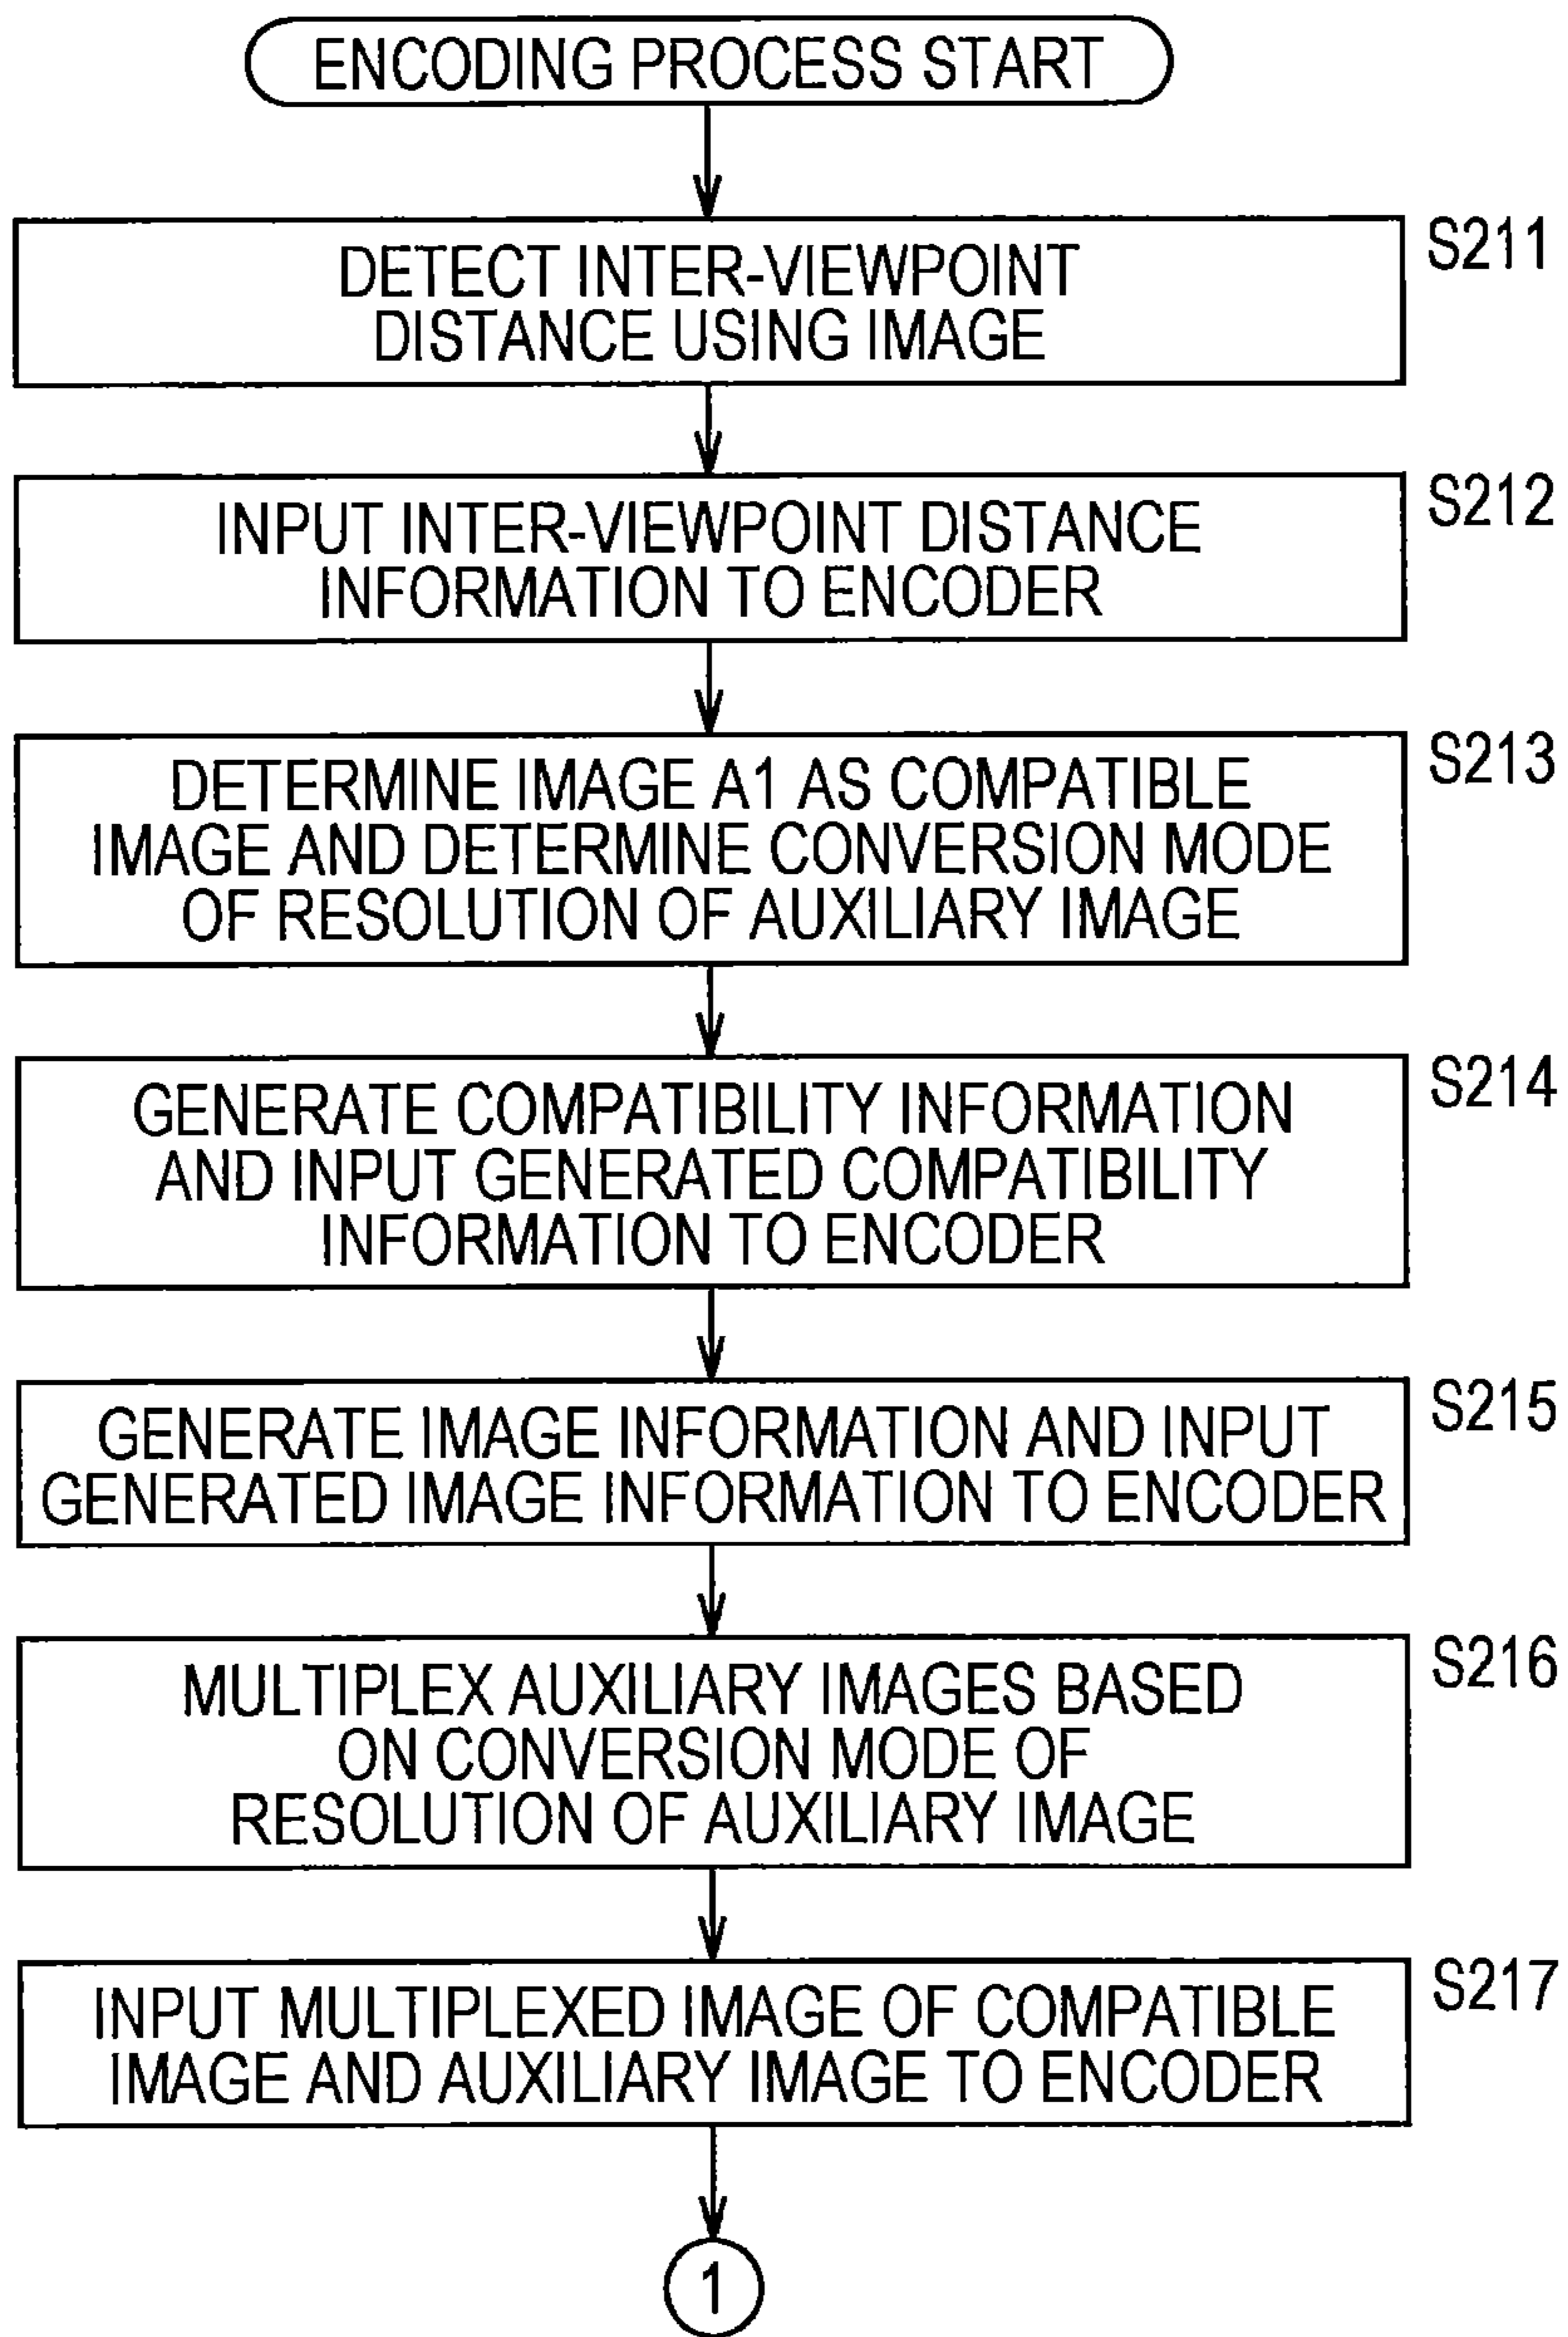 ENCODING PROCESS START
S211
DETECT INTER-VIEWPOINT
DISTANCE USING IMAGE
S212
INPUT INTER-VIEWPOINT DISTANCE
INFORMATION TO ENCODER
S213
DETERMINE IMAGE A1 AS COMPATIBLE
IMAGE AND DETERMINE CONVERSION MODE
OF RESOLUTION OF AUXILIARY IMAGE
S214
GENERATE COMPATIBILITY INFORMATION
AND INPUT GENERATED COMPATIBILITY
INFORMATION TO ENCODER
S215
GENERATE IMAGE INFORMATION AND INPUT
GENERATED IMAGE INFORMATION TO ENCODER
S216
MULTIPLEX AUXILIARY IMAGES BASED
ON CONVERSION MODE OF
RESOLUTION OF AUXILIARY IMAGE
S217
INPUT MULTIPLEXED IMAGE OF COMPATIBLE
IMAGE AND AUXILIARY IMAGE TO ENCODER
1